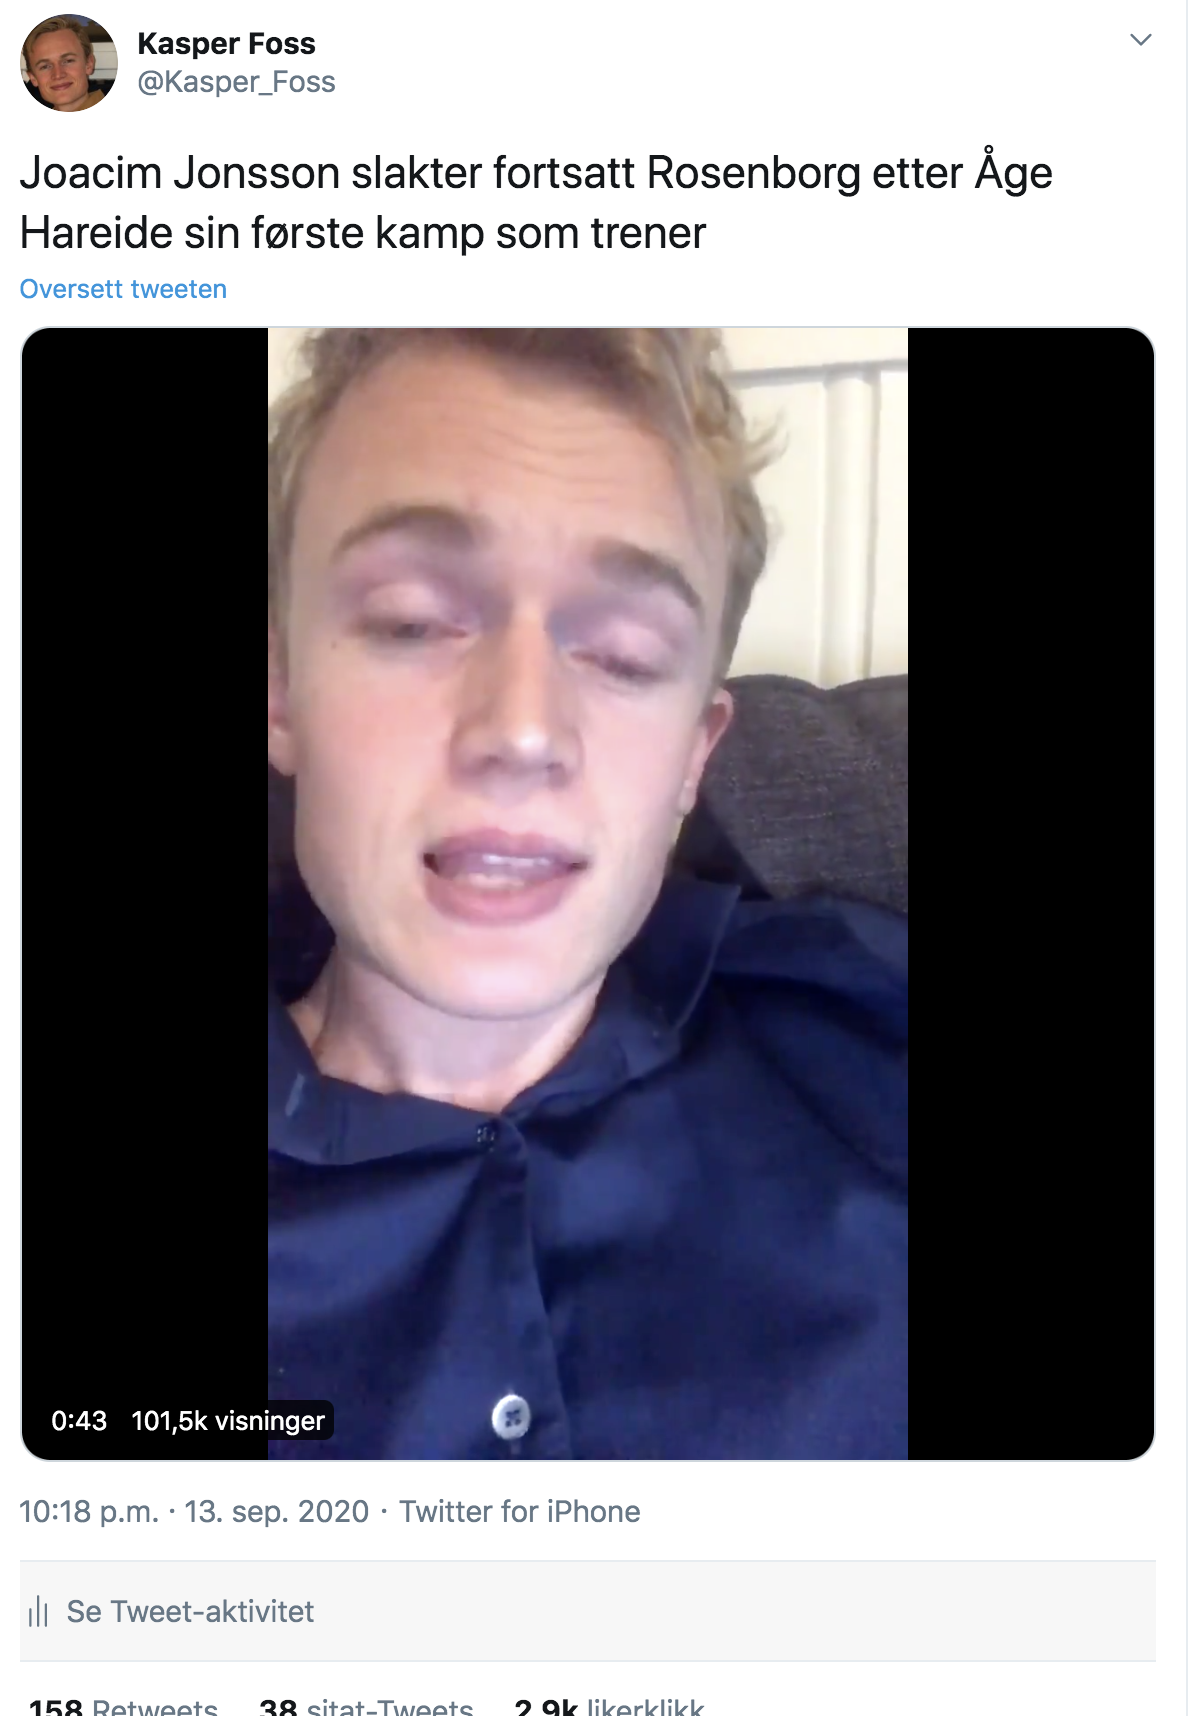 Kasper Foss
@Kasper_Foss
Joacim Jonsson slakter fortsatt Rosenborg etter Åge
Hareide sin første kamp som trener
Oversett tweeten
0:43 101,5k visninger
10:18 p.m. · 13. sep. 2020 · Twitter for iPhone
Se Tweet-aktivitet
158 Retweets 38 sitat-Tweets 2,9k likerklikk